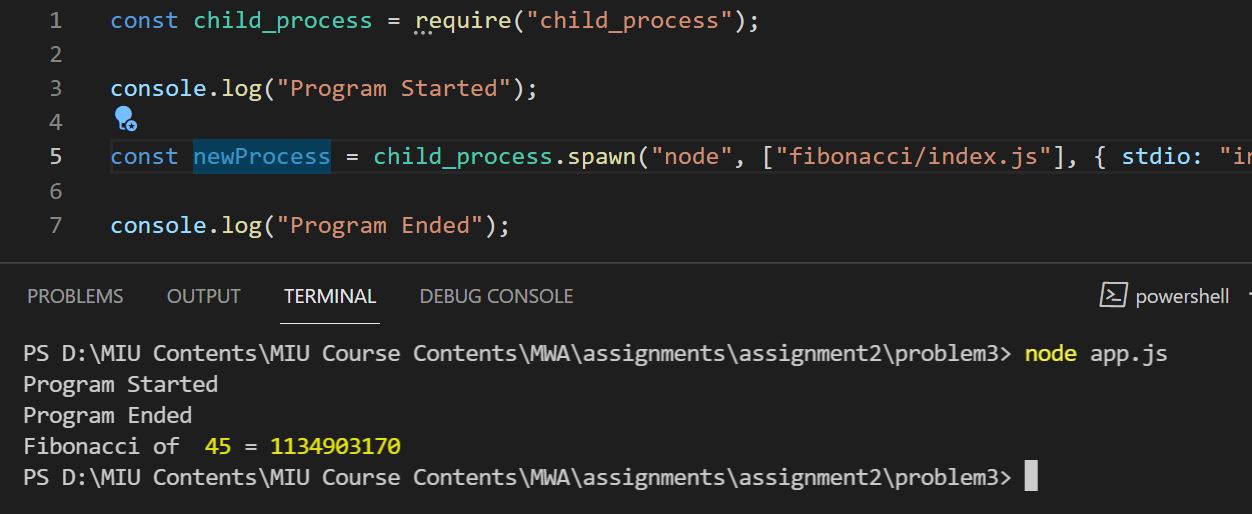 1 const child_process = require("child_process");
2
3 console.log("Program Started");
4
5 const newProcess = child_process.spawn("node", ["fibonacci/index.js"], { stdio: "in
6
7 console.log("Program Ended");
PROBLEMS OUTPUT TERMINAL DEBUG CONSOLE powershell
PS D:\MIU Contents\MIU Course Contents\MWA\assignments\assignment2\problem3> node app.js
Program Started
Program Ended
Fibonacci of  45 = 1134903170
PS D:\MIU Contents\MIU Course Contents\MWA\assignments\assignment2\problem3>